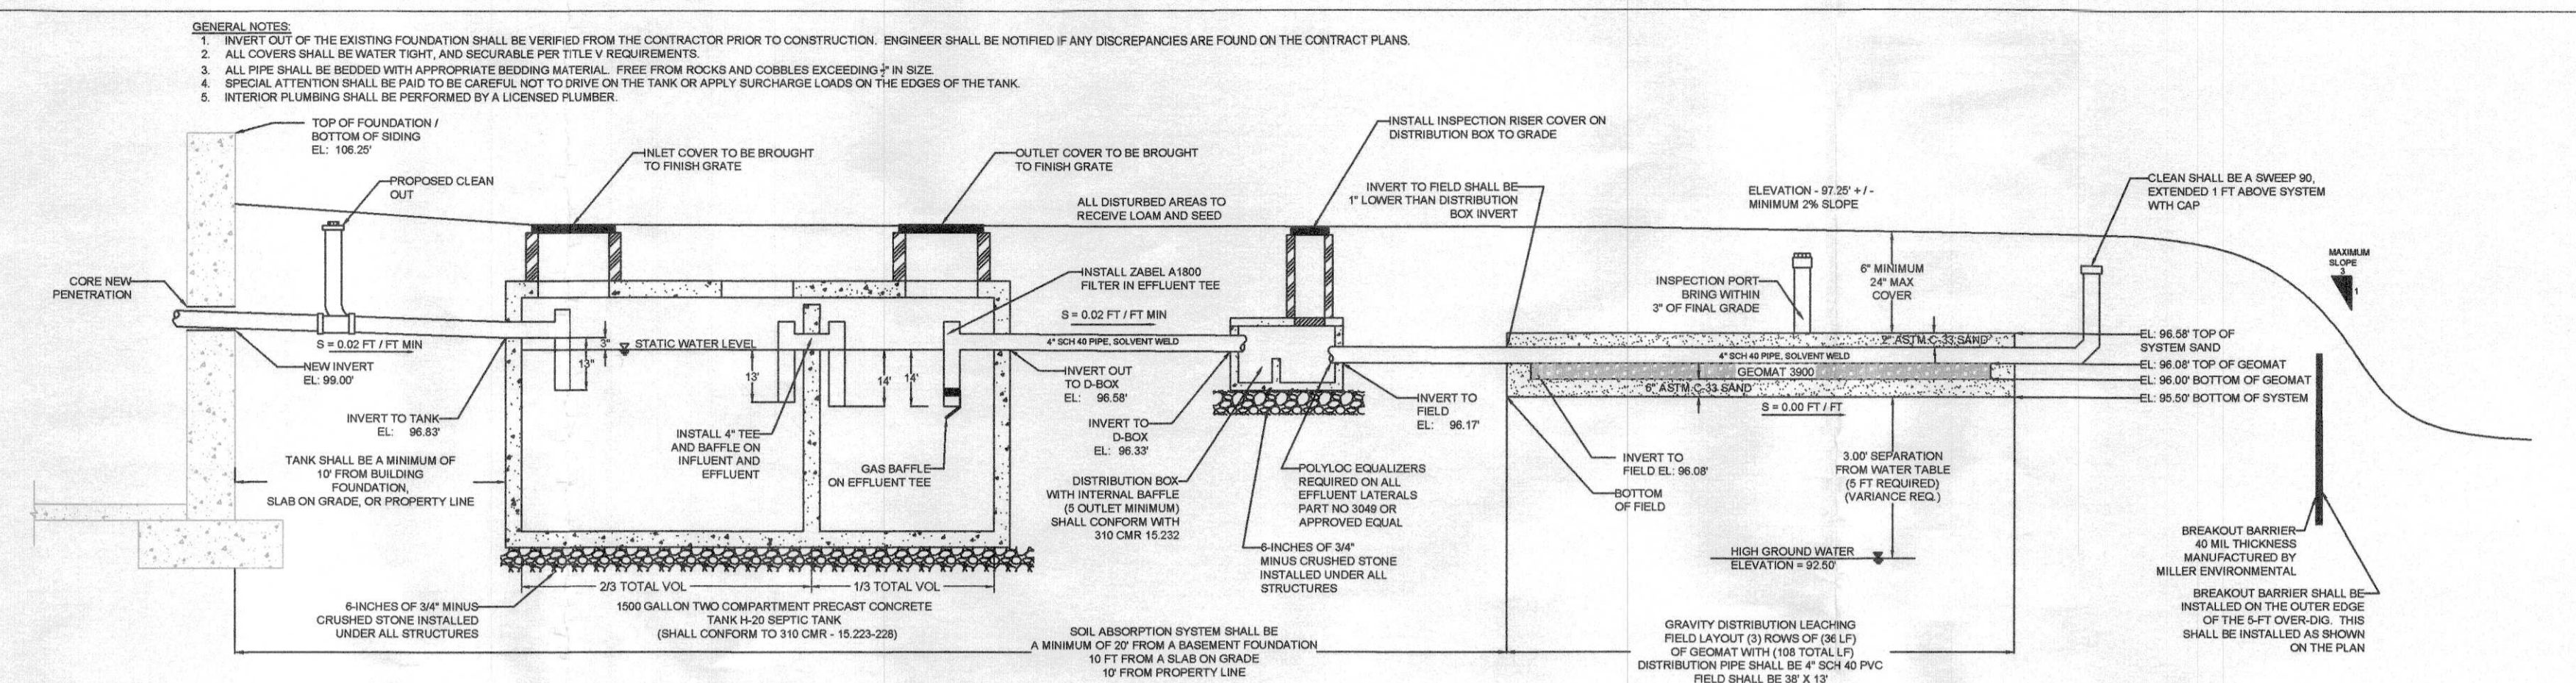 GENERAL NOTES:
1. INVERT OUT OF THE EXISTING FOUNDATION SHALL BE VERIFIED FROM THE CONTRACTOR PRIOR TO CONSTRUCTION. ENGINEER SHALL BE NOTIFIED IF ANY DISCREPANCIES ARE FOUND ON THE CONTRACT PLANS.
2. ALL COVERS SHALL BE WATER TIGHT, AND SECURABLE PER TITLE V REQUIREMENTS.
3. ALL PIPE SHALL BE BEDDED WITH APPROPRIATE BEDDING MATERIAL. FREE FROM ROCKS AND COBBLES EXCEEDING IN SIZE.
4. SPECIAL ATTENTION SHALL BE PAID TO BE CAREFUL NOT TO DRIVE ON THE TANK OR APPLY SURCHARGE LOADS ON THE EDGES OF THE TANK.
5. INTERIOR PLUMBING SHALL BE PERFORMED BY A LICENSED PLUMBER.
TOP OF FOUNDATION /
BOTTOM OF SIDING
EL: 106.25'
PROPOSED CLEAN
OUT
INLET COVER TO BE BROUGHT
TO FINISH GRATE
OUTLET COVER TO BE BROUGHT
TO FINISH GRATE
ALL DISTURBED AREAS TO
RECEIVE LOAM AND SEED
INSTALL INSPECTION RISER COVER ON
DISTRIBUTION BOX TO GRADE
INVERT TO FIELD SHALL BE
1" LOWER THAN DISTRIBUTION
BOX INVERT
ELEVATION - 97.25' + / -
MINIMUM 2% SLOPE
CLEAN SHALL BE A SWEEP 90,
EXTENDED 1 FT ABOVE SYSTEM
WTH CAP
MAXIMUM
SLOPE
3
1
CORE NEW
PENETRATION
S = 0.02 FT / FT MIN
NEW INVERT
EL: 99.00'
INVERT TO TANK
EL: 96.83'
TANK SHALL BE A MINIMUM OF
10' FROM BUILDING
FOUNDATION,
SLAB ON GRADE, OR PROPERTY LINE
3"
13"
STATIC WATER LEVEL
13'
14'
14'
INSTALL 4" TEE
AND BAFFLE ON
INFLUENT AND
EFFLUENT
GAS BAFFLE
ON EFFLUENT TEE
INSTALL ZABEL A1800
FILTER IN EFFLUENT TEE
S = 0.02 FT / FT MIN
4" SCH 40 PIPE, SOLVENT WELD
INVERT OUT
TO D-BOX
EL: 96.58'
INVERT TO
D-BOX
EL: 96.33'
DISTRIBUTION BOX
WITH INTERNAL BAFFLE
(5 OUTLET MINIMUM)
SHALL CONFORM WITH
310 CMR 15.232
POLYLOC EQUALIZERS
REQUIRED ON ALL
EFFLUENT LATERALS
PART NO 3049 OR
APPROVED EQUAL
6-INCHES OF 3/4"
MINUS CRUSHED STONE
INSTALLED UNDER ALL
STRUCTURES
INVERT TO
FIELD
EL: 96.17'
INSPECTION PORT
BRING WITHIN
3" OF FINAL GRADE
6" MINIMUM
24" MAX
COVER
2" ASTM C-33 SAND
4" SCH 40 PIPE, SOLVENT WELD
GEOMAT 3900
6" ASTM C-33 SAND
S = 0.00 FT / FT
EL: 96.58' TOP OF
SYSTEM SAND
EL: 96.08' TOP OF GEOMAT
EL: 96.00' BOTTOM OF GEOMAT
EL: 95.50' BOTTOM OF SYSTEM
INVERT TO
FIELD EL: 96.08'
BOTTOM
OF FIELD
3.00' SEPARATION
FROM WATER TABLE
(5 FT REQUIRED)
(VARIANCE REQ.)
HIGH GROUND WATER
ELEVATION = 92.50'
BREAKOUT BARRIER
40 MIL THICKNESS
MANUFACTURED BY
MILLER ENVIRONMENTAL
BREAKOUT BARRIER SHALL BE
INSTALLED ON THE OUTER EDGE
OF THE 5-FT OVER-DIG. THIS
SHALL BE INSTALLED AS SHOWN
ON THE PLAN
6-INCHES OF 3/4" MINUS
CRUSHED STONE INSTALLED
UNDER ALL STRUCTURES
2/3 TOTAL VOL
1/3 TOTAL VOL
1500 GALLON TWO COMPARTMENT PRECAST CONCRETE
TANK H-20 SEPTIC TANK
(SHALL CONFORM TO 310 CMR - 15.223-228)
SOIL ABSORPTION SYSTEM SHALL BE
A MINIMUM OF 20' FROM A BASEMENT FOUNDATION
10 FT FROM A SLAB ON GRADE
10' FROM PROPERTY LINE
GRAVITY DISTRIBUTION LEACHING
FIELD LAYOUT (3) ROWS OF (36 LF)
OF GEOMAT WITH (108 TOTAL LF)
DISTRIBUTION PIPE SHALL BE 4" SCH 40 PVC
FIELD SHALL BE 38' X 13'